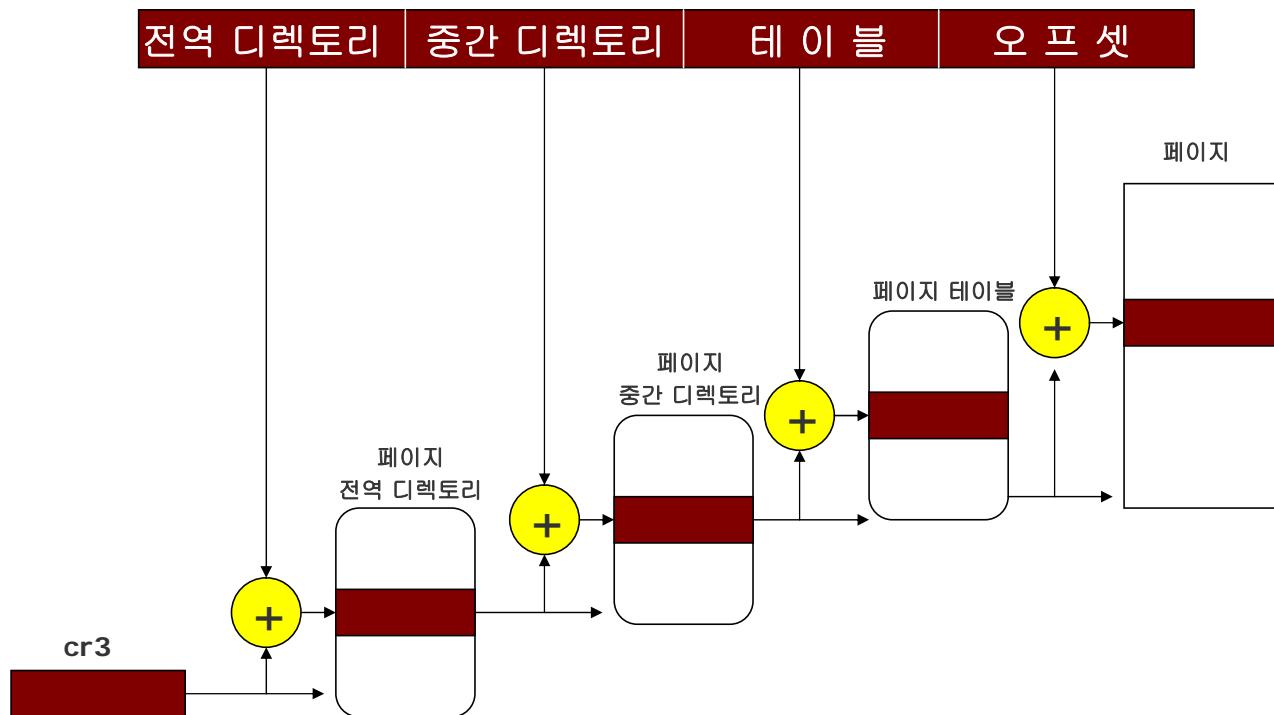 전역 디렉토리 중간 디렉토리 테 이 블 오 프 셋
페이지
페이지 테이블
+
페이지
중간 디렉토리
+
페이지
전역 디렉토리
+
+
cr3